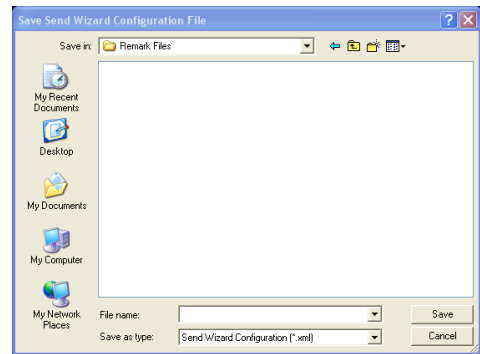 Save Send Wizard Configuration File
Save in:
Remark Files
My Recent
Documents
Desktop
My Documents
My Computer
My Network
Places
File name:
Save
Save as type:
Send Wizard Configuration (*.xml)
Cancel